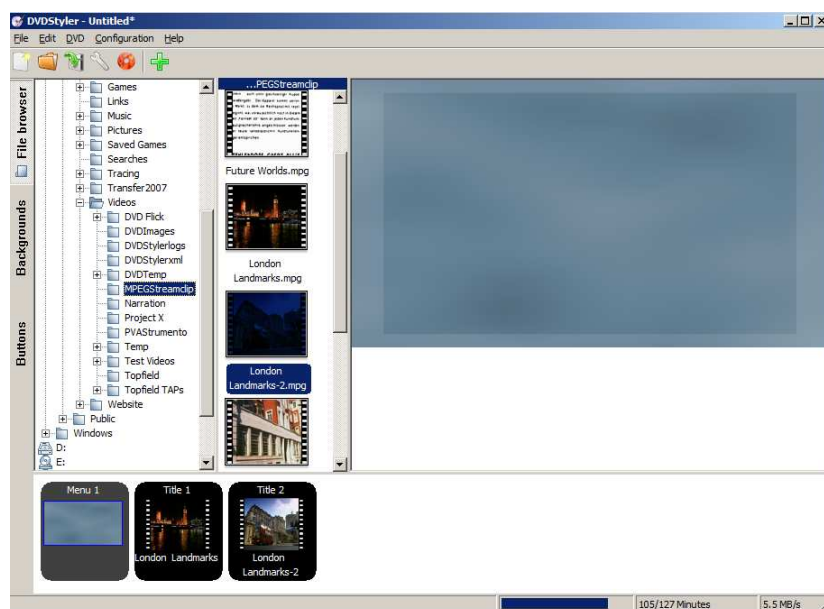 DVDStyler - Untitled*
File Edit DVD Configuration Help
File browser
Backgrounds
Buttons
Games
Links
Music
Pictures
Saved Games
Searches
Tracing
Transfer2007
Videos
DVD Flick
DVDImages
DVDStylerlogs
DVDStylerxml
DVDTemp
MPEGStreamclip
Narration
Project X
PVAStrumento
Temp
Test Videos
Topfield
Topfield TAPs
Website
Public
Windows
D:
E:
...PEGStreamclip
Future Worlds.mpg
London
Landmarks.mpg
London
Landmarks-2.mpg
Menu 1
Title 1
London Landmarks
Title 2
London
Landmarks-2
105/127 Minutes
5.5 MB/s